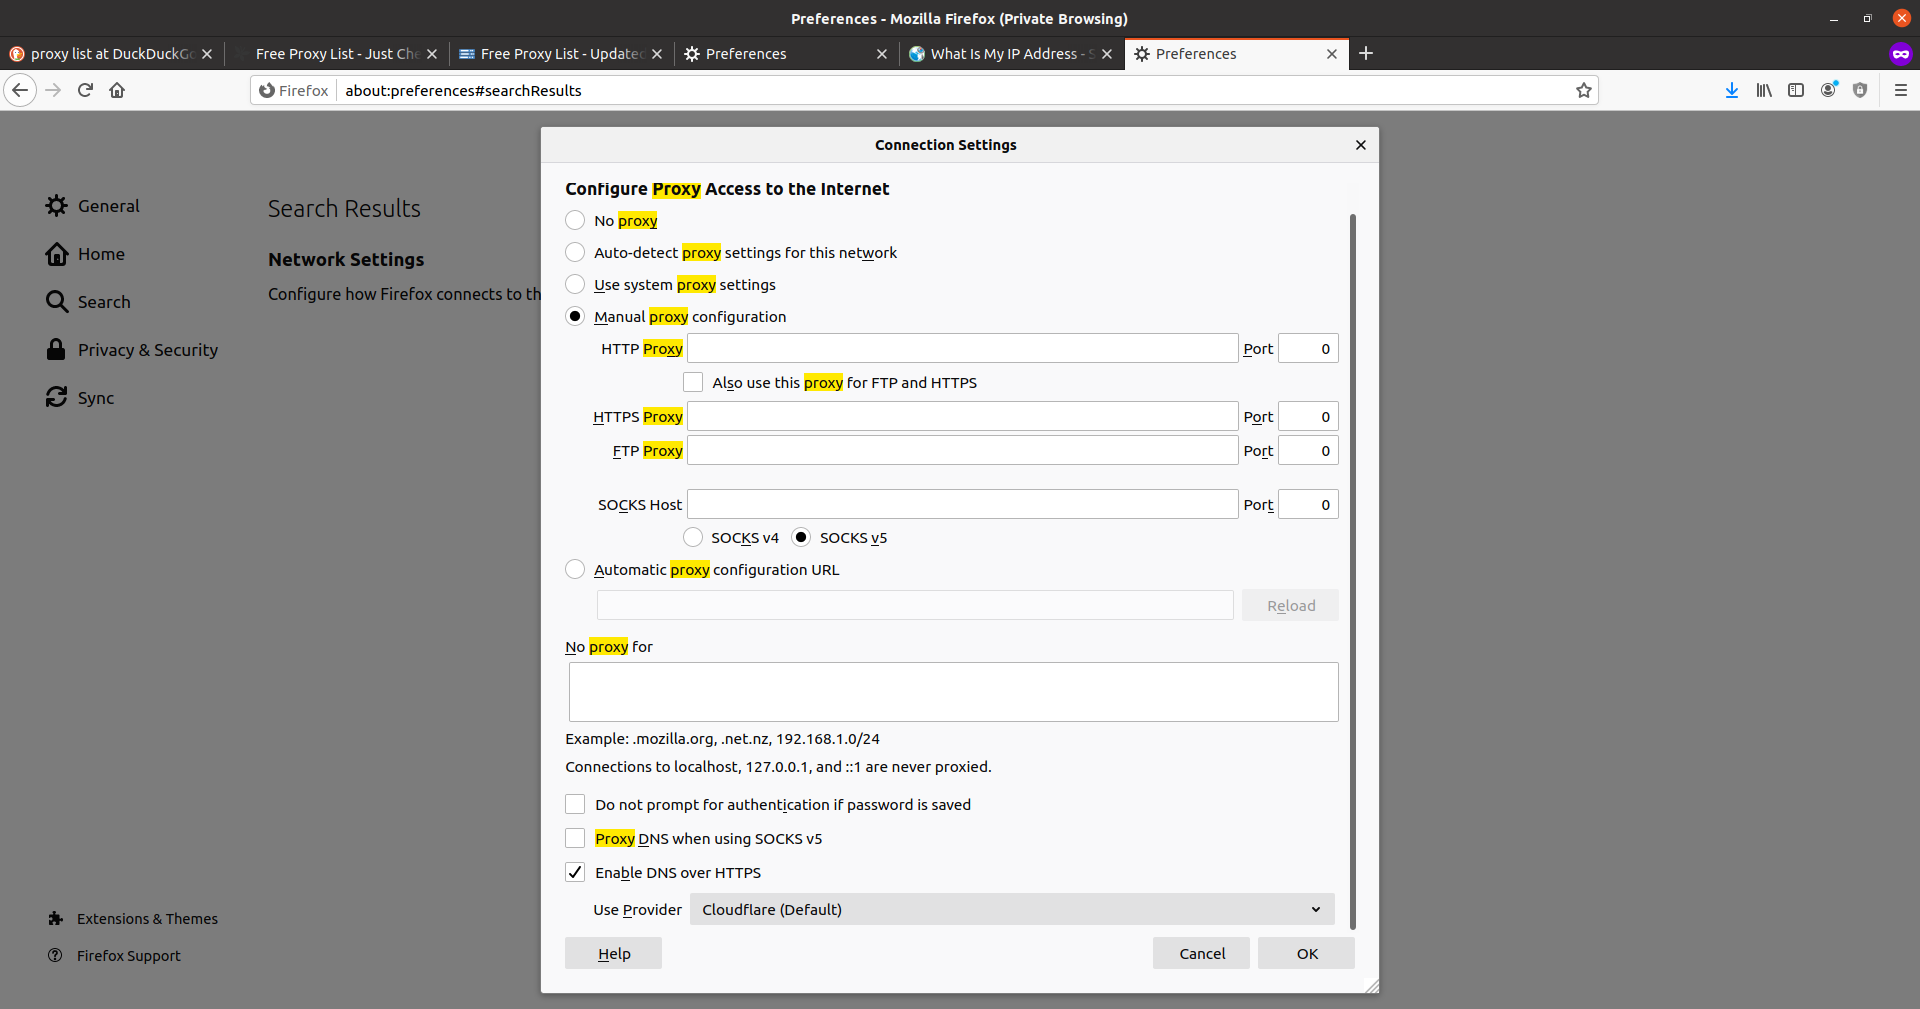 Preferences - Mozilla Firefox (Private Browsing)
proxy list at DuckDuckGo
Free Proxy List - Just Che
Free Proxy List - Updated
Preferences
What Is My IP Address - S
Preferences
Firefox
about:preferences#searchResults
Connection Settings
General
Home
Search
Privacy & Security
Sync
Extensions & Themes
Firefox Support
Search Results
Network Settings
Configure how Firefox connects to th
Configure Proxy Access to the Internet
No proxy
Auto-detect proxy settings for this network
Use system proxy settings
Manual proxy configuration
HTTP Proxy Port 0
Also use this proxy for FTP and HTTPS
HTTPS Proxy Port 0
FTP Proxy Port 0
SOCKS Host Port 0
SOCKS v4 SOCKS v5
Automatic proxy configuration URL
Reload
No proxy for
Example: .mozilla.org, .net.nz, 192.168.1.0/24
Connections to localhost, 127.0.0.1, and ::1 are never proxied.
Do not prompt for authentication if password is saved
Proxy DNS when using SOCKS v5
Enable DNS over HTTPS
Use Provider Cloudflare (Default)
Help Cancel OK